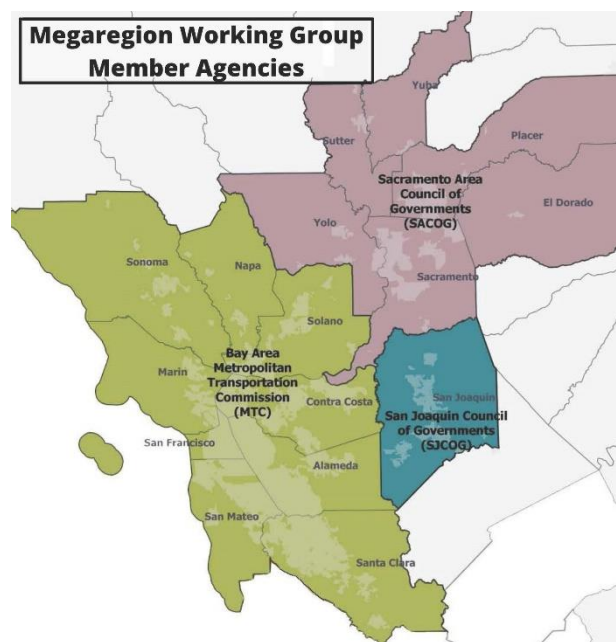 Megaregion Working Group
Member Agencies
Yuba
Sutter
Placer
Sacramento Area
Council of
Governments
(SACOG)
El Dorado
Yolo
Sonoma
Napa
Sacramento
Solano
Bay Area
Metropolitan
Transportation
Commission
(MTC)
Marin
Contra Costa
San Joaquin
San Joaquin Council
of Governments
(SJCOG)
San Francisco
Alameda
San Mateo
Santa Clara